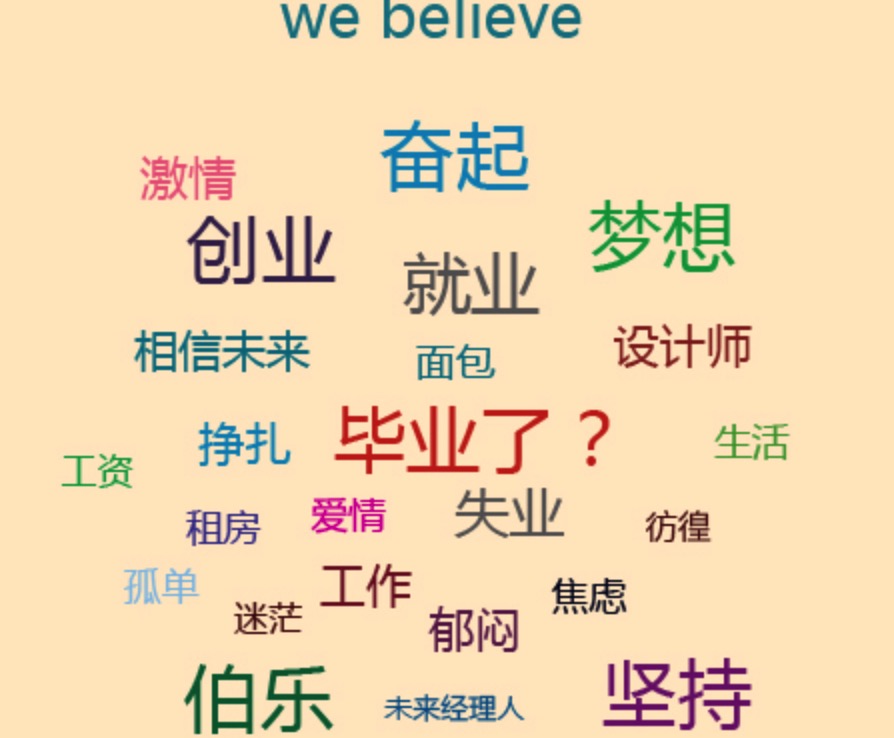 we believe
奋起
激情
梦想
创业
就业
相信未来
面包
设计师
毕业了？
挣扎
生活
工资
租房
爱情
失业
彷徨
孤单
工作
焦虑
迷茫
郁闷
伯乐
未来经理人
坚持